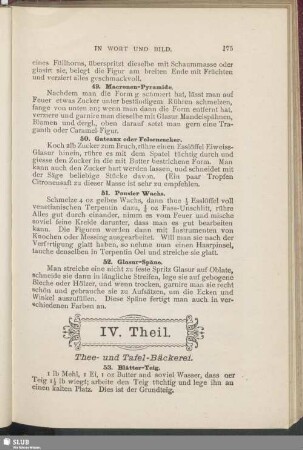 IN WORT UND BILD. 175
eines Füllhorns, überspritzt dieselbe mit Schaummasse oder
glasirt sie, belegt die Figur am breiten Ende mit Früchten
und verziert alles geschmackvoll.
49. Macronen-Pyramide.
Nachdem man die Form g schmiert hat, lässt man auf
Feuer etwas Zucker unter beständigem Rühren schmelzen,
fange von unten an; wenn dann die Form entfernt hat,
verziere und garnire man dieselbe mit Glasur Mandelspähnen,
Blumen und dergl., oben darauf setzt man gern eine Tra-
ganth oder Caramel-Figur.
50. Gateaux oder Felsenzucker.
Koch 2lb Zucker zum Bruch, rühre einen Esslöffel Eiweiss-
Glasur hinein, rühre es mit dem Spatel tüchtig durch und
giesse den Zucker in die mit Butter bestrichene Form. Man
kann auch den Zucker hart werden lassen, und schneidet mit
der Säge beliebige Stücke davon. (Ein paar Tropfen
Citronensaft zu dieser Masse ist sehr zu empfehlen.
51. Poussier Wachs.
Schmelze 4 oz gelbes Wachs, dann thue ½ Esslöffel voll
venetianischen Terpentin dazu, ½ oz Fass-Unschlitt, rührt
Alles gut durch einander, nimm es vom Feuer und mische
soviel feine Kreide darunter, dass man es gut bearbeiten
kann. Die Figuren werden dann mit Instrumenten von
Knochen oder Messing ausgearbeitet. Will man sie nach der
Verfertigung glatt haben, so nehme man einen Haarpinsel,
tauche denselben in Terpentin Oel und streiche sie glatt.
52. Glasur-Späne.
Man streiche eine nicht zu feste Spritz Glasur auf Oblate,
schneide sie dann in längliche Streifen, lege sie auf gebogene
Bleche oder Hölzer, und wenn trocken, garnire man sie recht
schön und gebrauche sie zu Aufsätzen, um die Ecken und
Winkel auszufüllen. Diese Späne fertigt man auch in ver-
schiedenen Farben an.
IV. Theil.
Thee- und Tafel-Bäckerei.
53. Blätter-Teig.
1 lb Mehl, 1 Ei, 1 oz Butter und soviel Wasser, dass der
Teig 1½ lb wiegt; arbeite den Teig tüchtig und lege ihn an
einen kalten Platz. Dies ist der Grundteig.
SLUB